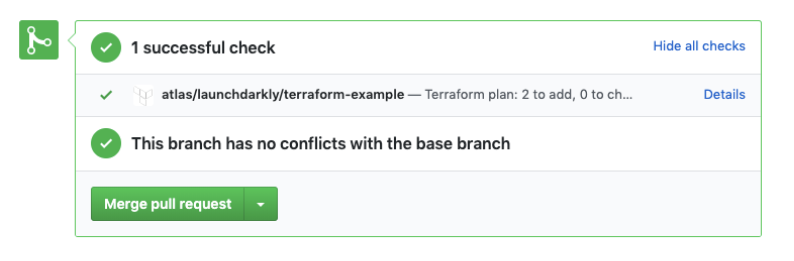 1 successful check
Hide all checks
atlas/launchdarkly/terraform-example — Terraform plan: 2 to add, 0 to ch...
Details
This branch has no conflicts with the base branch
Merge pull request